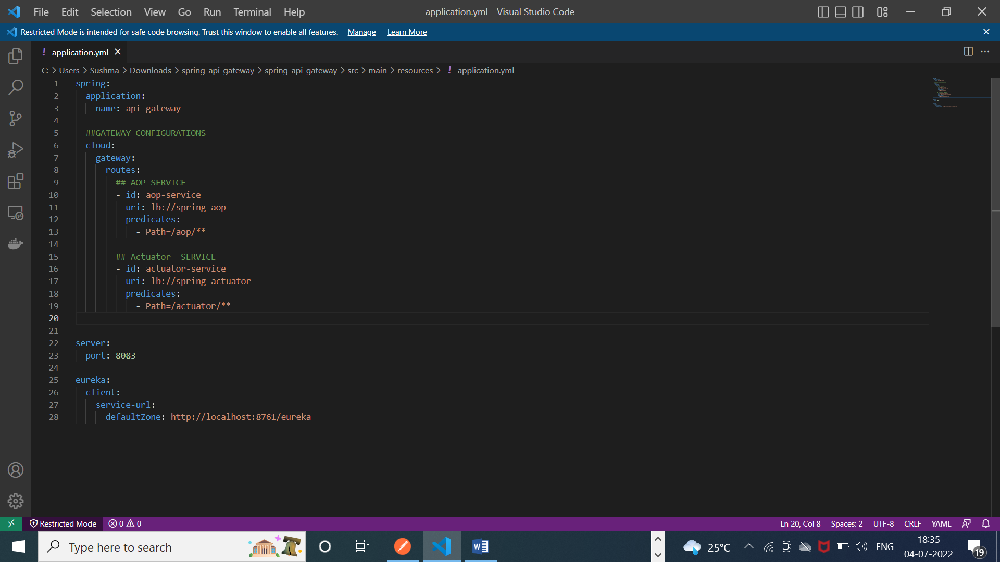 File Edit Selection View Go Run Terminal Help application.yml - Visual Studio Code
Restricted Mode is intended for safe code browsing. Trust this window to enable all features. Manage Learn More
! application.yml
C: > Users > Sushma > Downloads > spring-api-gateway > spring-api-gateway > src > main > resources > ! application.yml
1 spring:
2 application:
3 name: api-gateway
4
5 ##GATEWAY CONFIGURATIONS
6 cloud:
7 gateway:
8 routes:
9 ## AOP SERVICE
10 - id: aop-service
11 uri: lb://spring-aop
12 predicates:
13 - Path=/aop/**
14
15 ## Actuator  SERVICE
16 - id: actuator-service
17 uri: lb://spring-actuator
18 predicates:
19 - Path=/actuator/**
20
21
22 server:
23 port: 8083
24
25 eureka:
26 client:
27 service-url:
28 defaultZone: http://localhost:8761/eureka
Restricted Mode 0 0 Ln 20, Col 8 Spaces: 2 UTF-8 CRLF YAML
Type here to search W 25°C ENG 18:35 19
04-07-2022